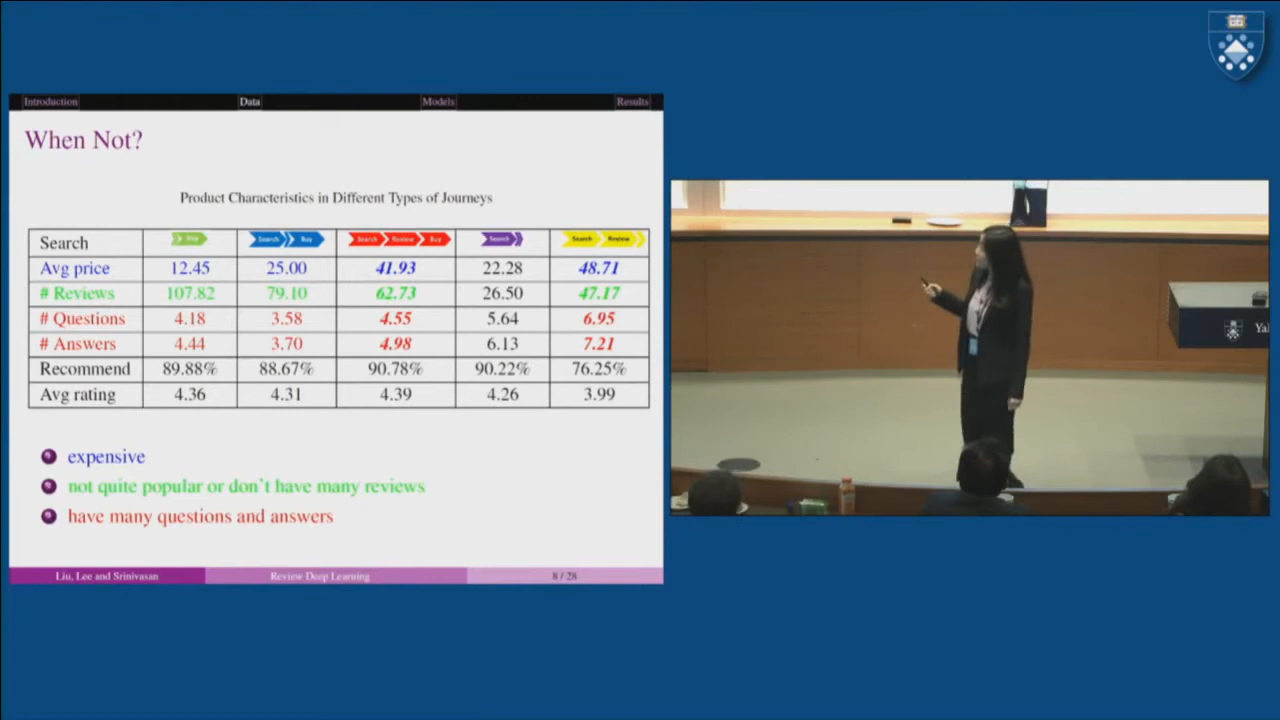 Introduction Data Models Results
When Not?
Product Characteristics in Different Types of Journeys
Search Buy Search Buy Search Review Buy Search Search Review
Avg price 12.45 25.00 41.93 22.28 48.71
# Reviews 107.82 79.10 62.73 26.50 47.17
# Questions 4.18 3.58 4.55 5.64 6.95
# Answers 4.44 3.70 4.98 6.13 7.21
Recommend 89.88% 88.67% 90.78% 90.22% 76.25%
Avg rating 4.36 4.31 4.39 4.26 3.99
expensive
not quite popular or don't have many reviews
have many questions and answers
Liu, Lee and Srinivasan Review Deep Learning 8 / 28